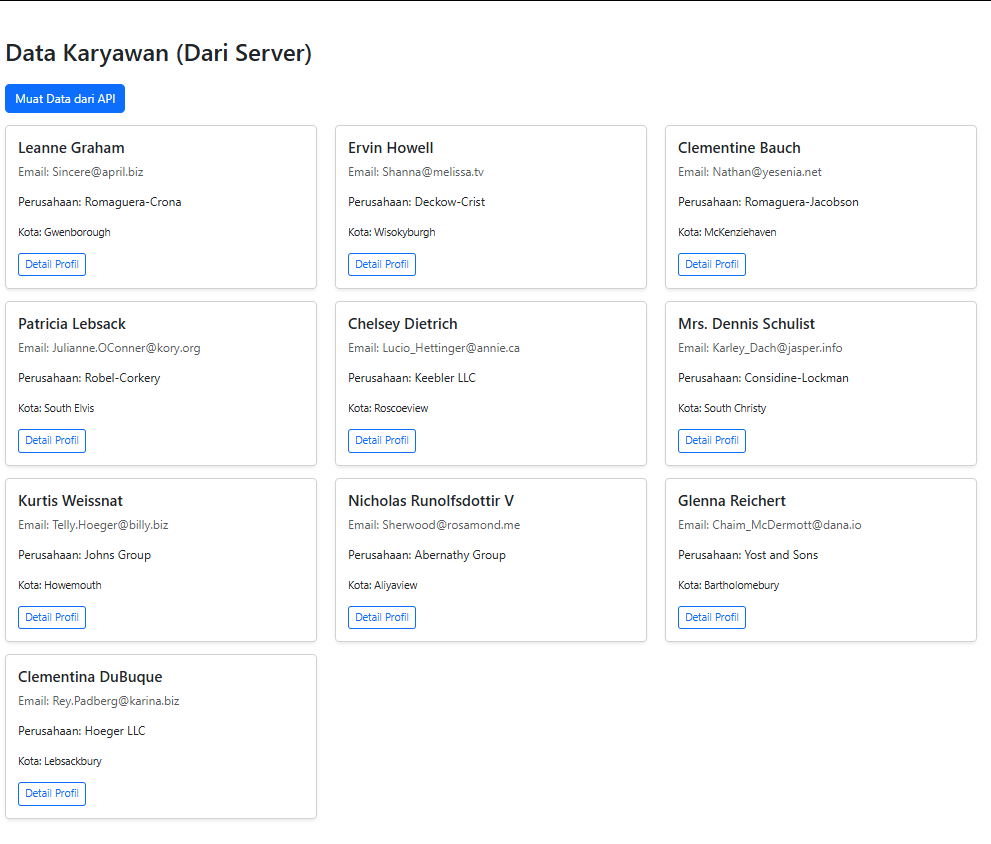 Data Karyawan (Dari Server)
Muat Data dari API
Leanne Graham
Email: Sincere@april.biz
Perusahaan: Romaguera-Crona
Kota: Gwenborough
Detail Profil
Ervin Howell
Email: Shanna@melissa.tv
Perusahaan: Deckow-Crist
Kota: Wisokyburgh
Detail Profil
Clementine Bauch
Email: Nathan@yesenia.net
Perusahaan: Romaguera-Jacobson
Kota: McKenziehaven
Detail Profil
Patricia Lebsack
Email: Julianne.OConner@kory.org
Perusahaan: Robel-Corkery
Kota: South Elvis
Detail Profil
Chelsey Dietrich
Email: Lucio_Hettinger@annie.ca
Perusahaan: Keebler LLC
Kota: Roscoeview
Detail Profil
Mrs. Dennis Schulist
Email: Karley_Dach@jasper.info
Perusahaan: Considine-Lockman
Kota: South Christy
Detail Profil
Kurtis Weissnat
Email: Telly.Hoeger@billy.biz
Perusahaan: Johns Group
Kota: Howemouth
Detail Profil
Nicholas Runolfsdottir V
Email: Sherwood@rosamond.me
Perusahaan: Abernathy Group
Kota: Aliyaview
Detail Profil
Glenna Reichert
Email: Chaim_McDermott@dana.io
Perusahaan: Yost and Sons
Kota: Bartholomebury
Detail Profil
Clementina DuBuque
Email: Rey.Padberg@karina.biz
Perusahaan: Hoeger LLC
Kota: Lebsackbury
Detail Profil